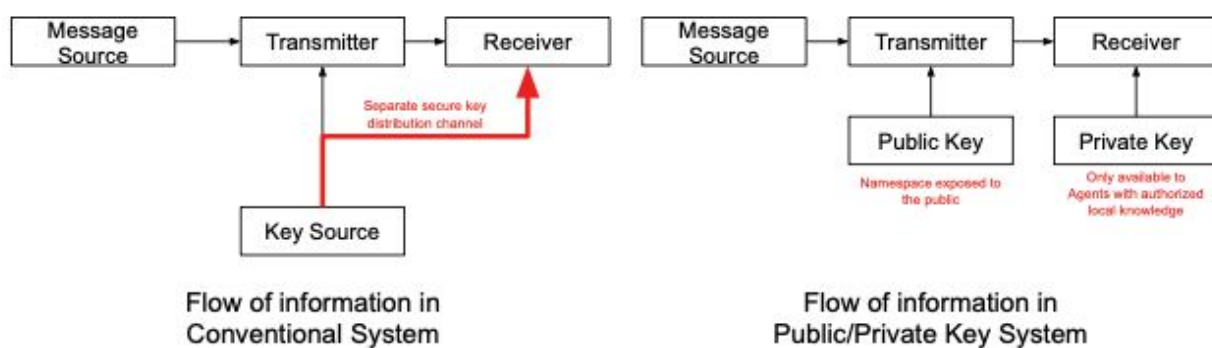 Message
Source
Transmitter
Receiver
Separate secure key
distribution channel
Key Source
Flow of information in
Conventional System
Message
Source
Transmitter
Receiver
Public Key
Private Key
Namespace exposed to
the public
Only available to
Agents with authorized
local knowledge
Flow of information in
Public/Private Key System